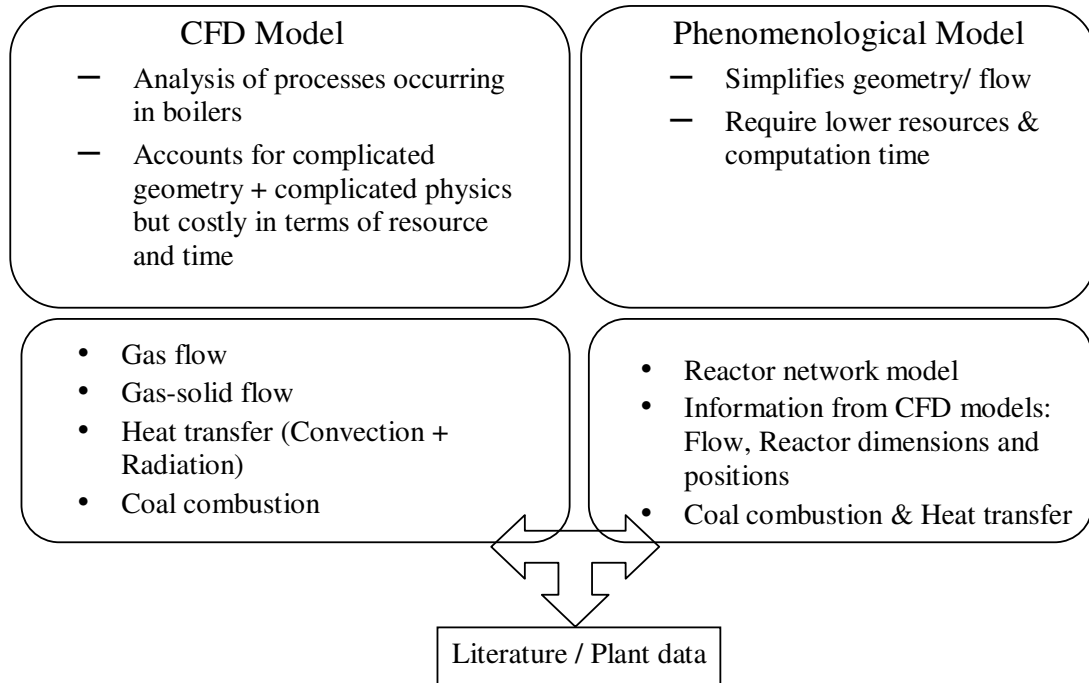 CFD Model
— Analysis of processes occurring
in boilers
— Accounts for complicated
geometry + complicated physics
but costly in terms of resource
and time
Phenomenological Model
— Simplifies geometry/ flow
— Require lower resources &
computation time
• Gas flow
• Gas-solid flow
• Heat transfer (Convection +
Radiation)
• Coal combustion
• Reactor network model
• Information from CFD models:
Flow, Reactor dimensions and
positions
• Coal combustion & Heat transfer
Literature / Plant data